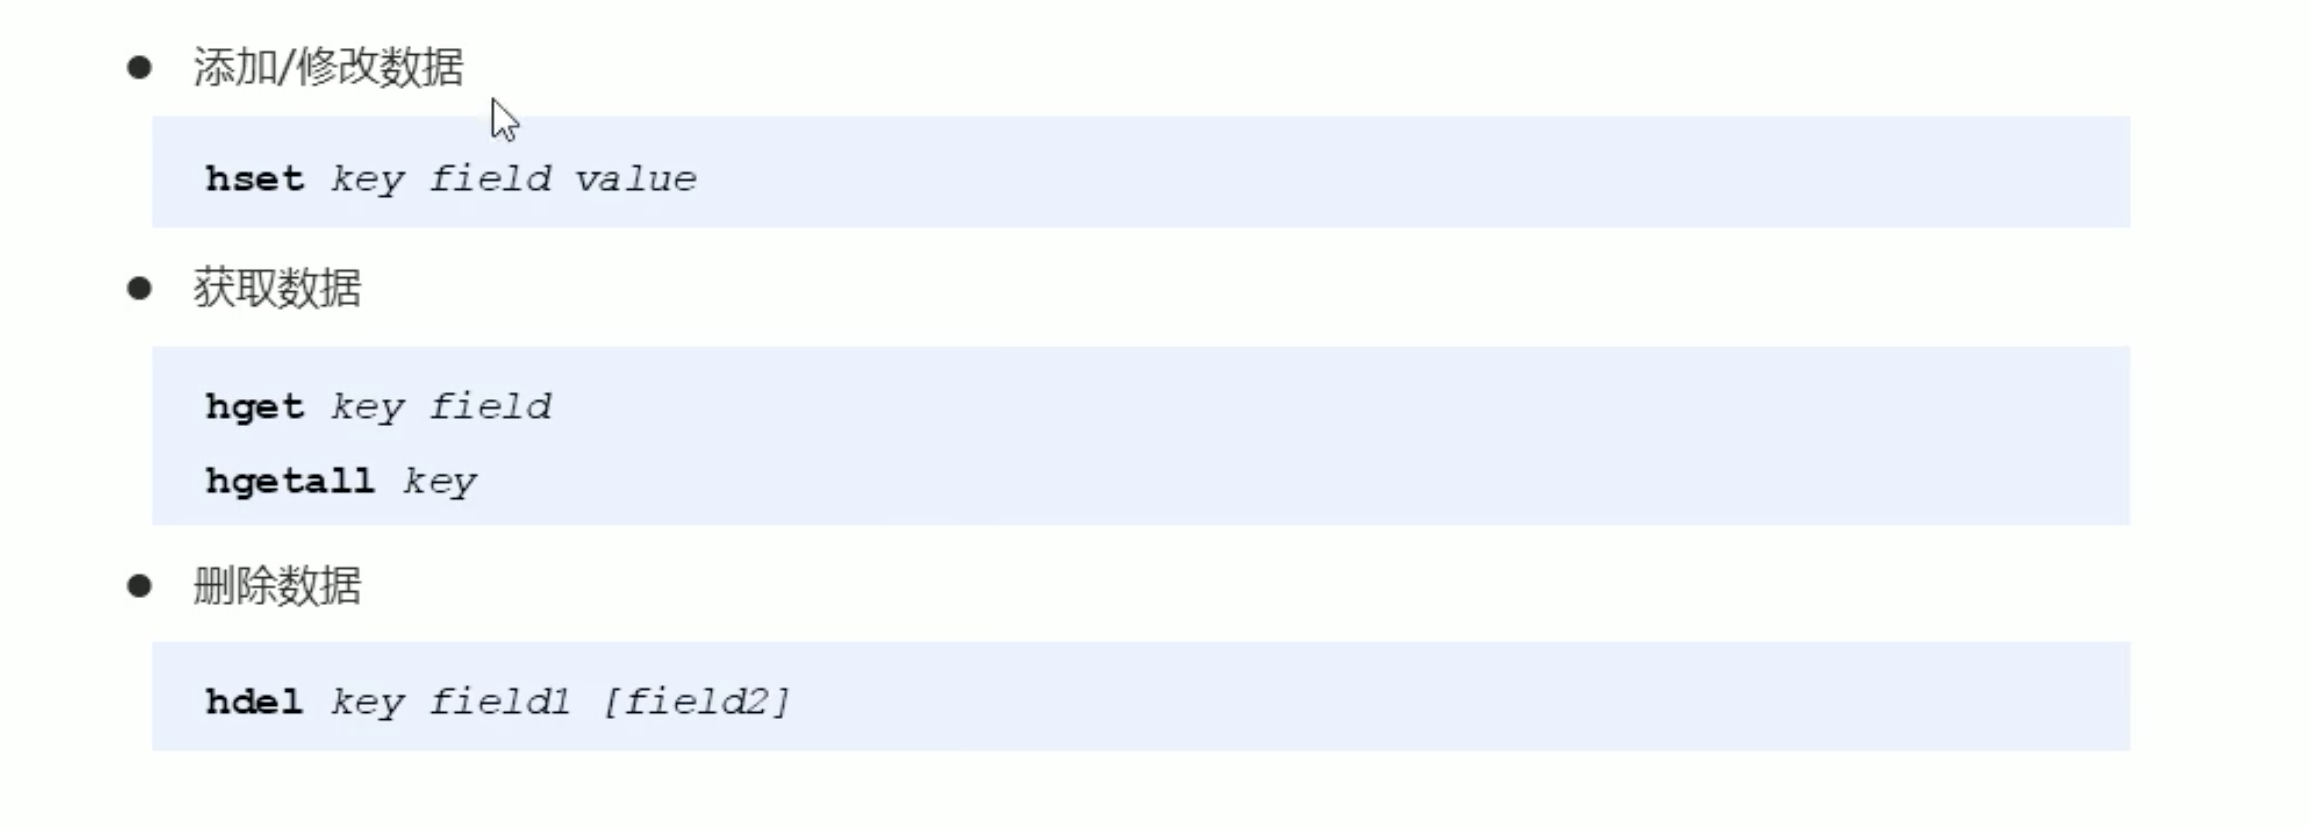 ● 添加/修改数据
hset key field value
● 获取数据
hget key field
hgetall key
● 删除数据
hdel key field1 [field2]